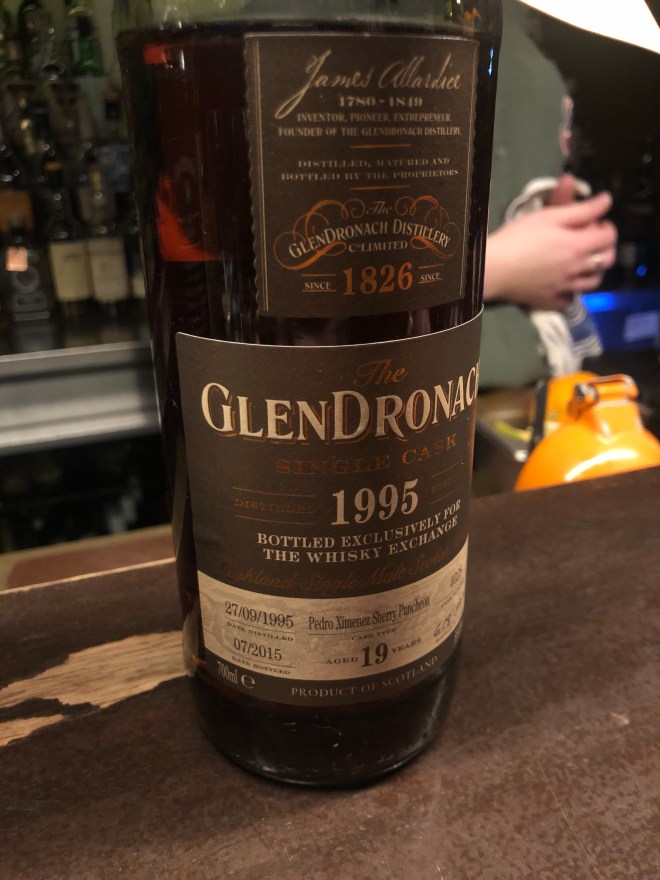 James Allardice
1780 - 1849
INVENTOR, PIONEER, ENTREPRENEUR,
FOUNDER OF THE GLENDRONACH DISTILLERY.
DISTILLED, MATURED AND
BOTTLED BY THE PROPRIETORS
The
GLENDRONACH DISTILLERY
Co LIMITED
SINCE 1826 SINCE
The
GLENDRONACH
SINGLE CASK
DISTILLED 1995
BOTTLED EXCLUSIVELY FOR
THE WHISKY EXCHANGE
Highland Single Malt Scotch
27/09/1995
DATE DISTILLED
Pedro Ximenez Sherry Puncheon
CASK TYPE
07/2015
DATE BOTTLED
AGED 19 YEARS
700ml e
PRODUCT OF SCOTLAND